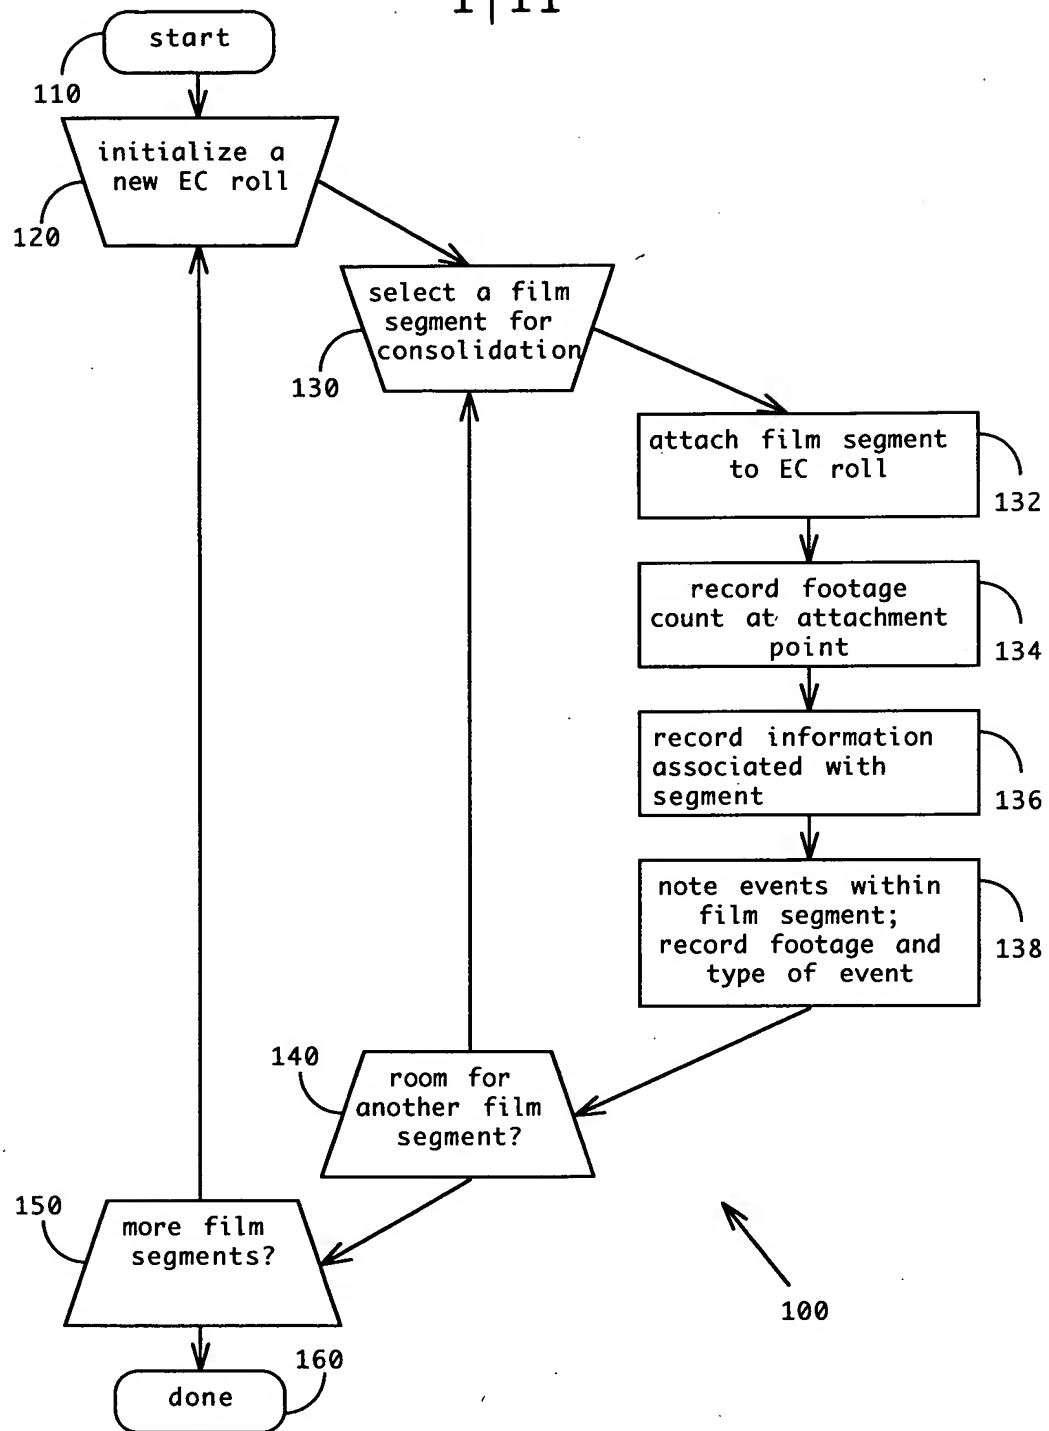 1|11
start
110
initialize a
new EC roll
120
select a film
segment for
consolidation
130
attach film segment
to EC roll
132
record footage
count at attachment
point
134
record information
associated with
segment
136
note events within
film segment;
record footage and
type of event
138
140
room for
another film
segment?
150
more film
segments?
100
160
done